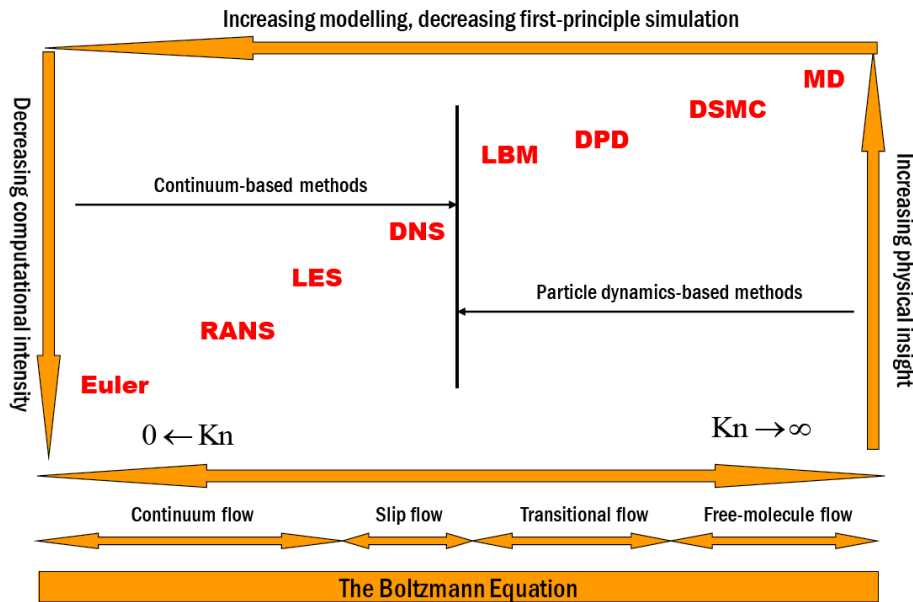 Increasing modelling, decreasing first-principle simulation
Decreasing computational intensity
MD
DSMC
DPD
LBM
Continuum-based methods
DNS
LES
Particle dynamics-based methods
RANS
Euler
Increasing physical insight
0 ← Kn
Kn → ∞
Continuum flow
Slip flow
Transitional flow
Free-molecule flow
The Boltzmann Equation